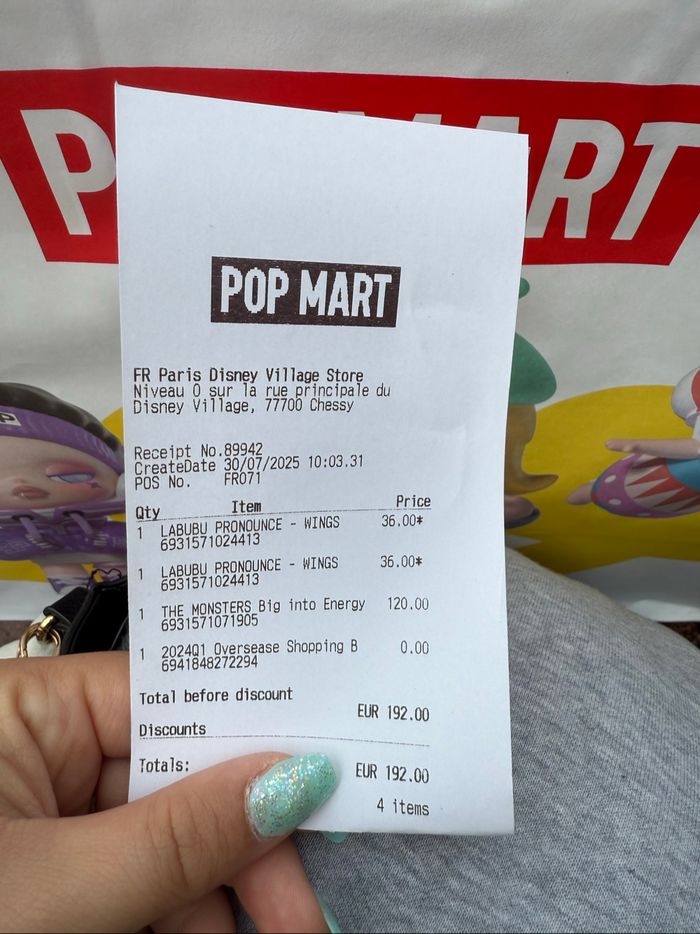 POP MART
POP MART
FR Paris Disney Village Store
Niveau 0 sur la rue principale du
Disney Village, 77700 Chessy
Receipt No.89942
CreateDate 30/07/2025 10:03.31
POS No. FR071
Qty Item Price
1 LABUBU PRONOUNCE - WINGS 36.00*
6931571024413
1 LABUBU PRONOUNCE - WINGS 36.00*
6931571024413
1 THE MONSTERS Big into Energy 120.00
6931571071905
1 2024Q1 Oversease Shopping B 0.00
6941848272294
Total before discount
EUR 192.00
Discounts
Totals: EUR 192.00
4 items